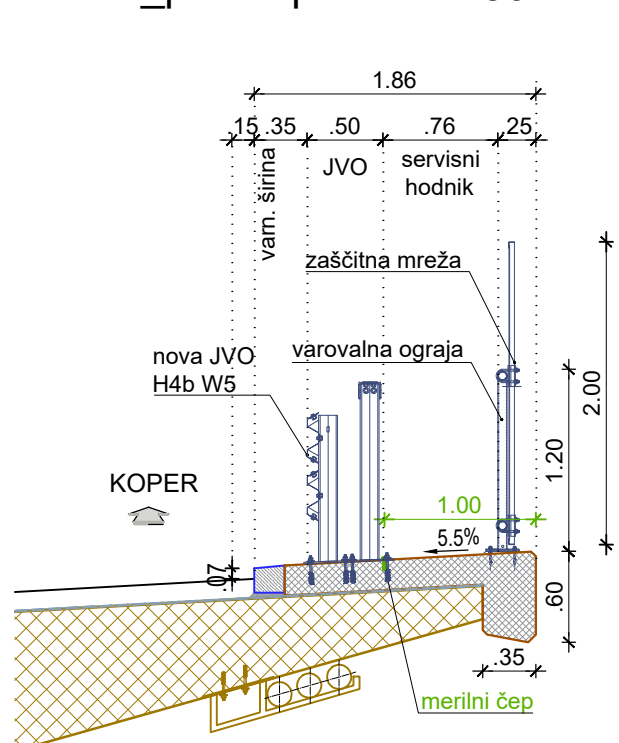 1.86
.15 .35 .50 .76 .25
varn. širina
JVO
servisni
hodnik
zaščitna mreža
varovalna ograja
nova JVO
H4b W5
2.00
1.20
KOPER
1.00
5.5%
.07
.60
.35
merilni čep